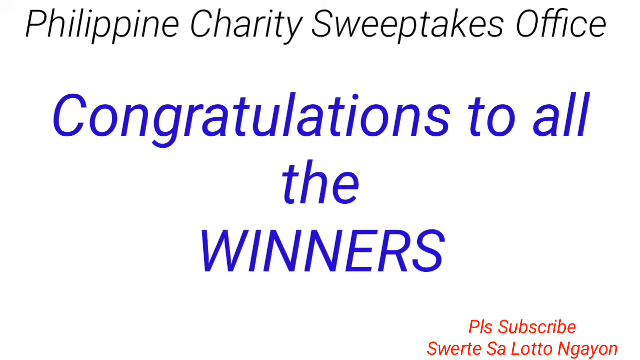 Philippine Charity Sweeptakes Office
Congratulations to all
the
WINNERS
Pls Subscribe
Swerte Sa Lotto Ngayon